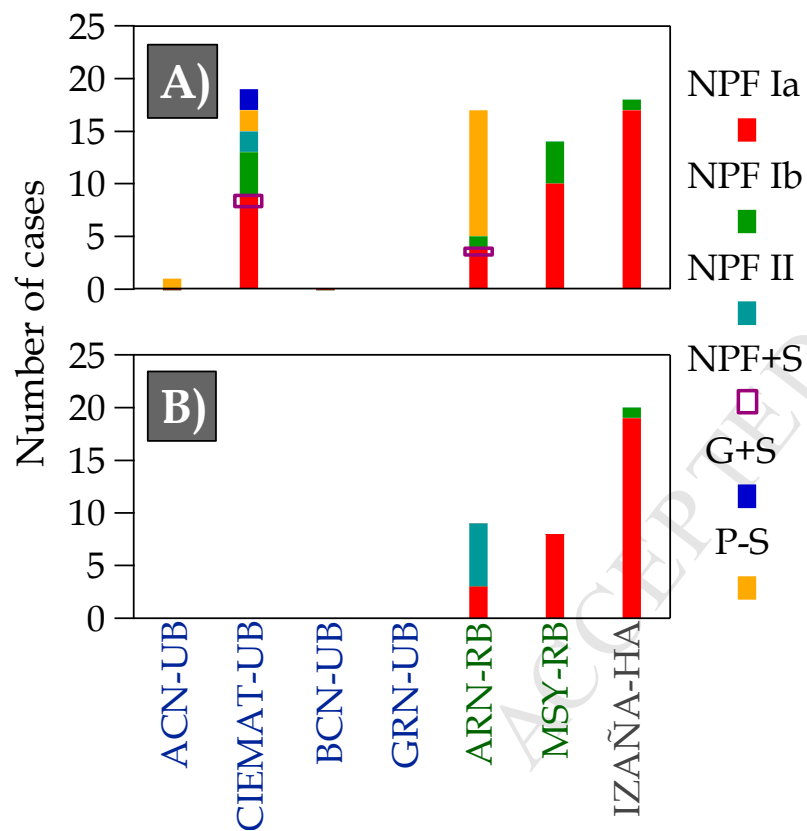 Number of cases
25
20
15
10
5
0
A)
25
20
15
10
5
0
B)
ACN-UB
CIEMAT-UB
BCN-UB
GRN-UB
ARN-RB
MSY-RB
IZAÑA-HA
NPF Ia
NPF Ib
NPF II
NPF+S
G+S
P-S
ACCEPTED